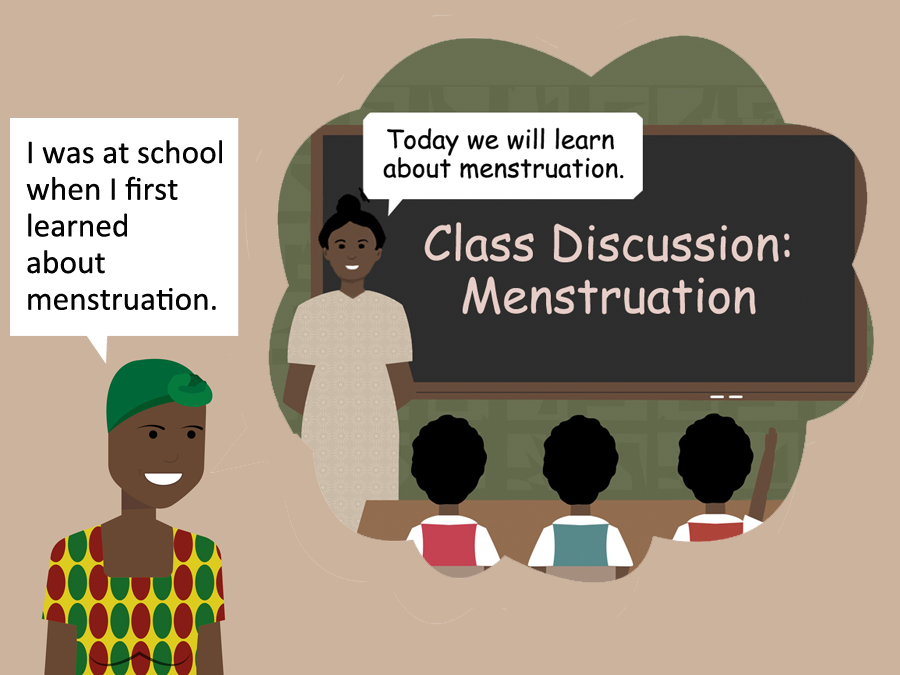 I was at school
when I first
learned
about
menstruation.
Today we will learn
about menstruation.
Class Discussion:
Menstruation